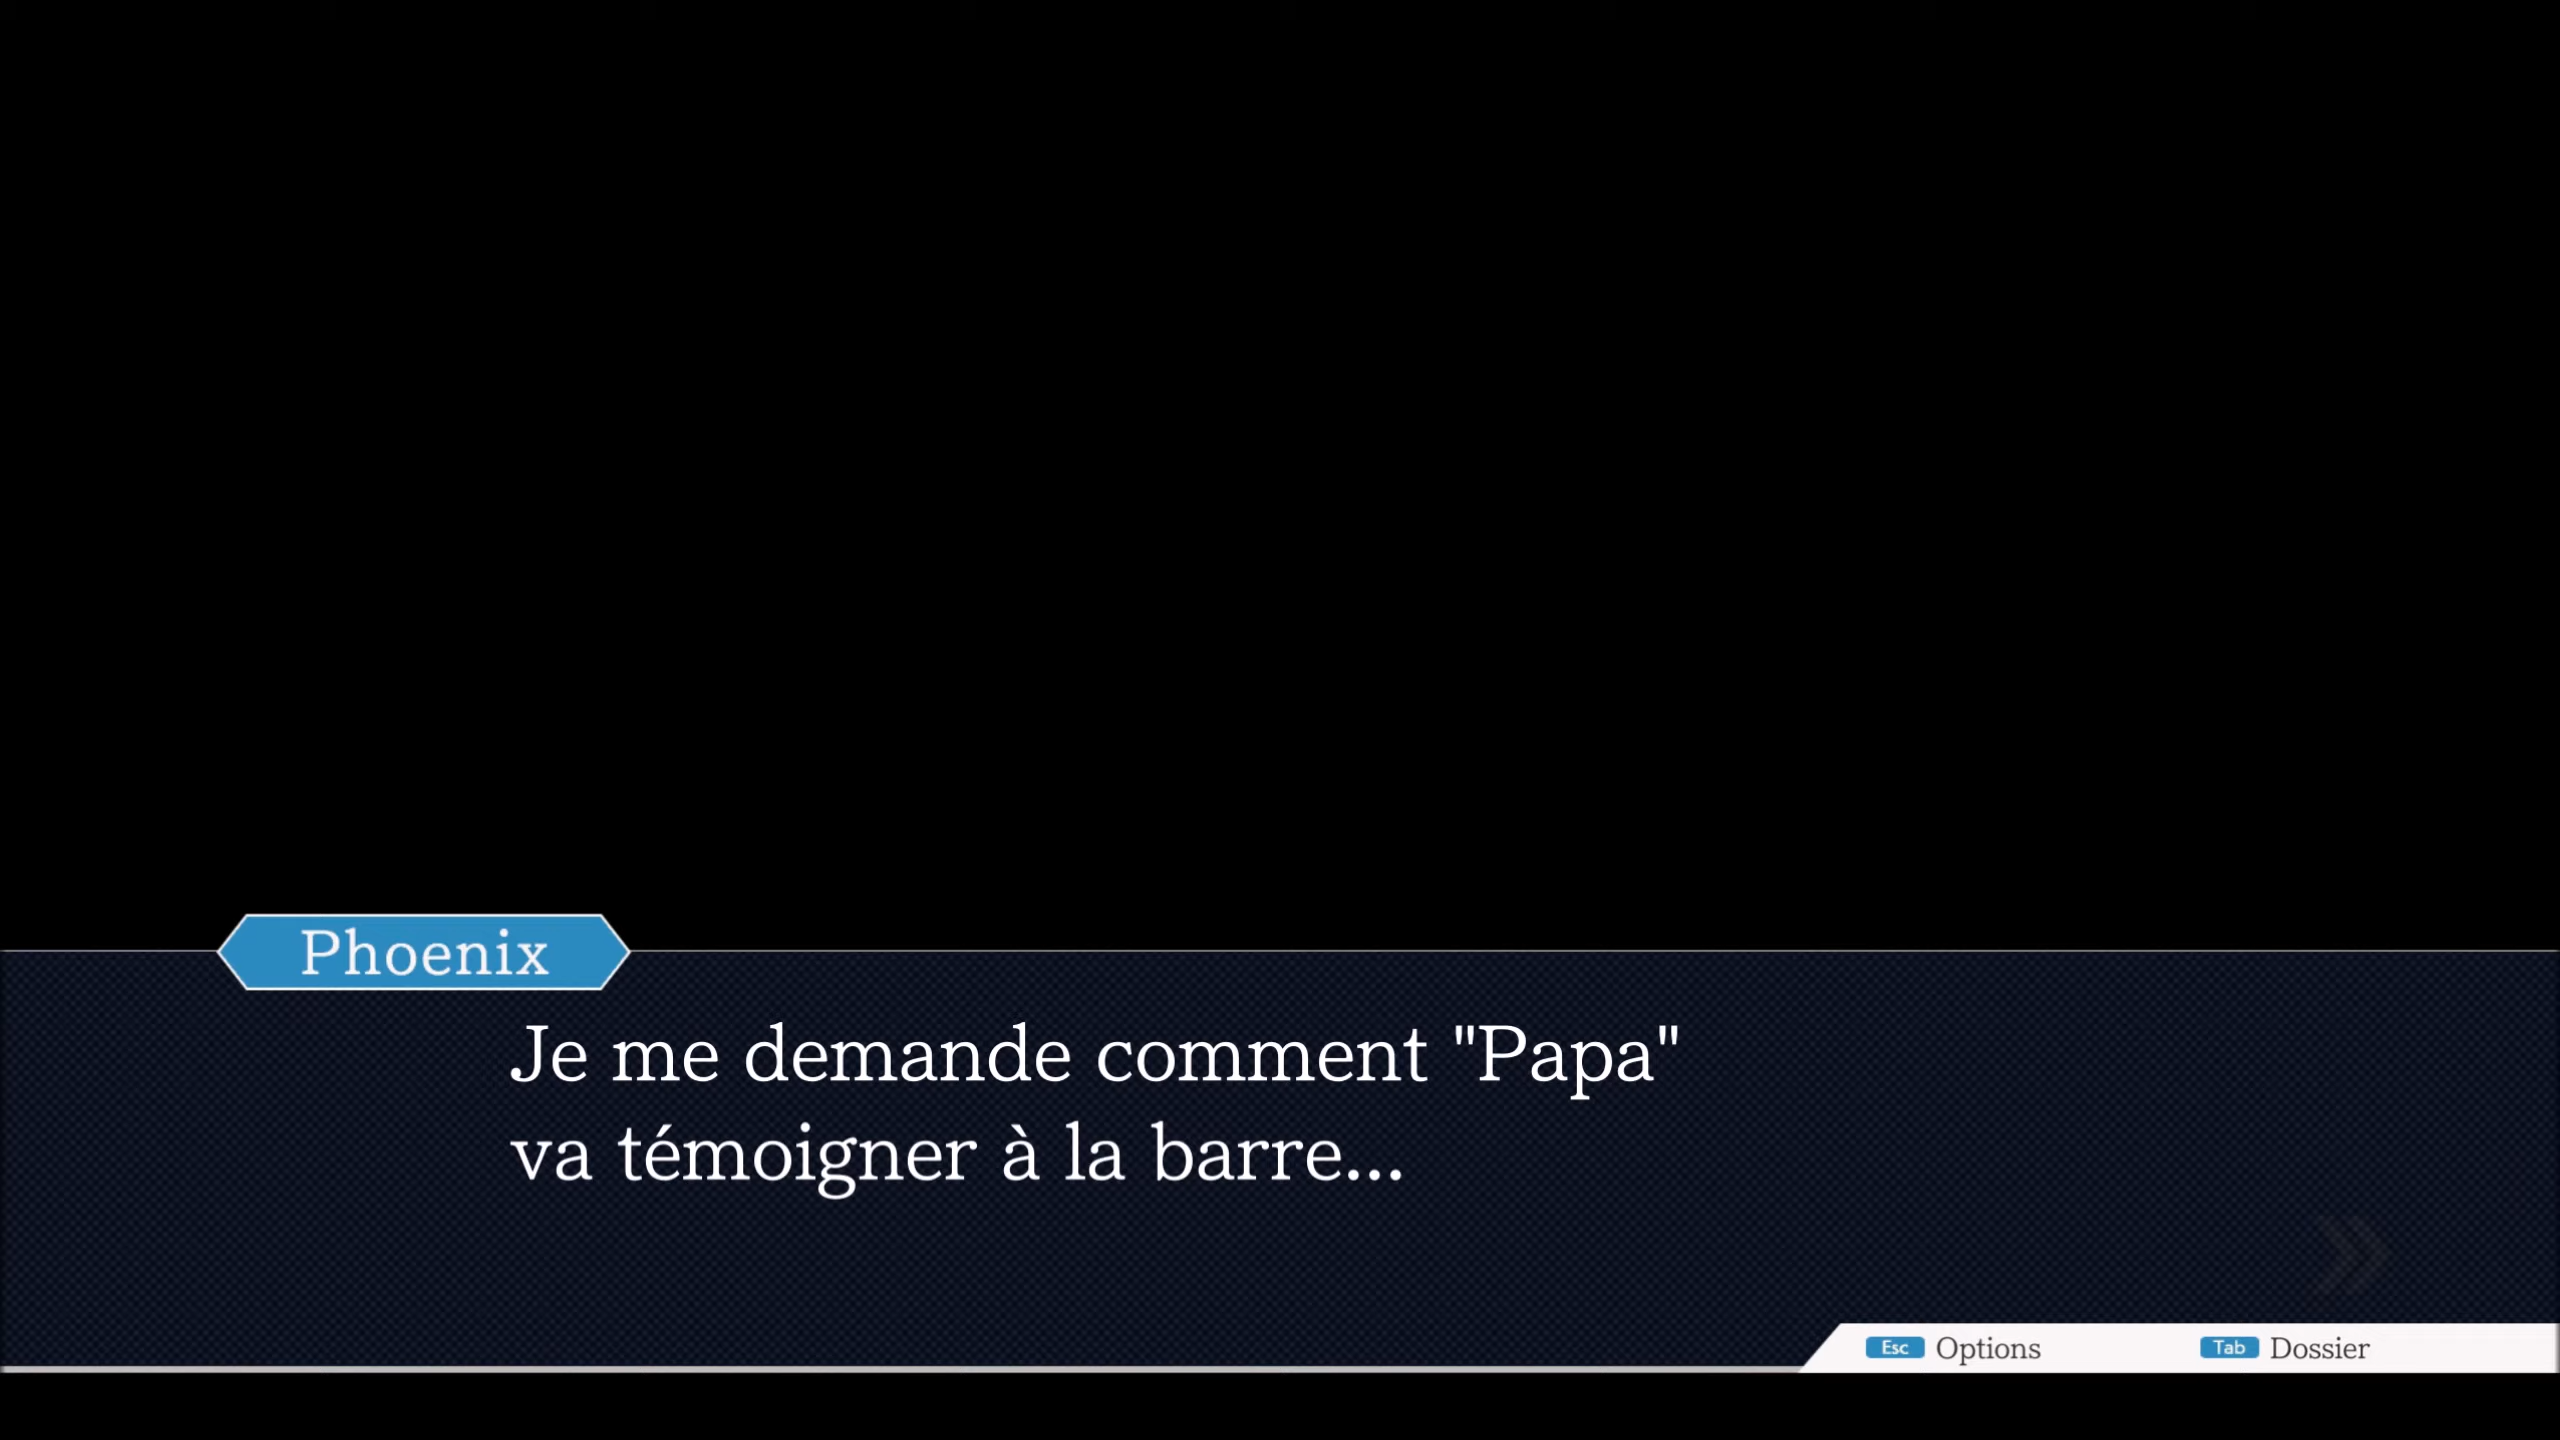 Phoenix
Je me demande comment "Papa"
va témoigner à la barre...
Esc Options
Tab Dossier